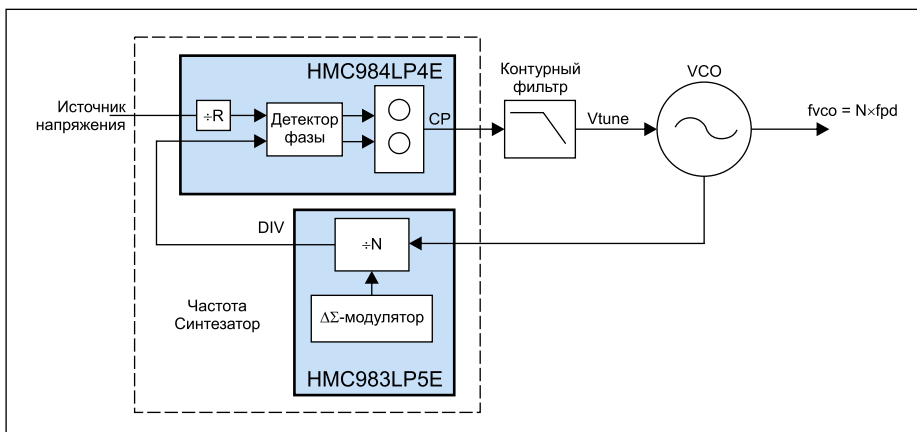 HMC984LP4E
Источник
напряжения
÷R
Детектор
фазы
CP
Контурный
фильтр
Vtune
VCO
fvco = N×fpd
DIV
÷N
Частота
Синтезатор
ΔΣ-модулятор
HMC983LP5E